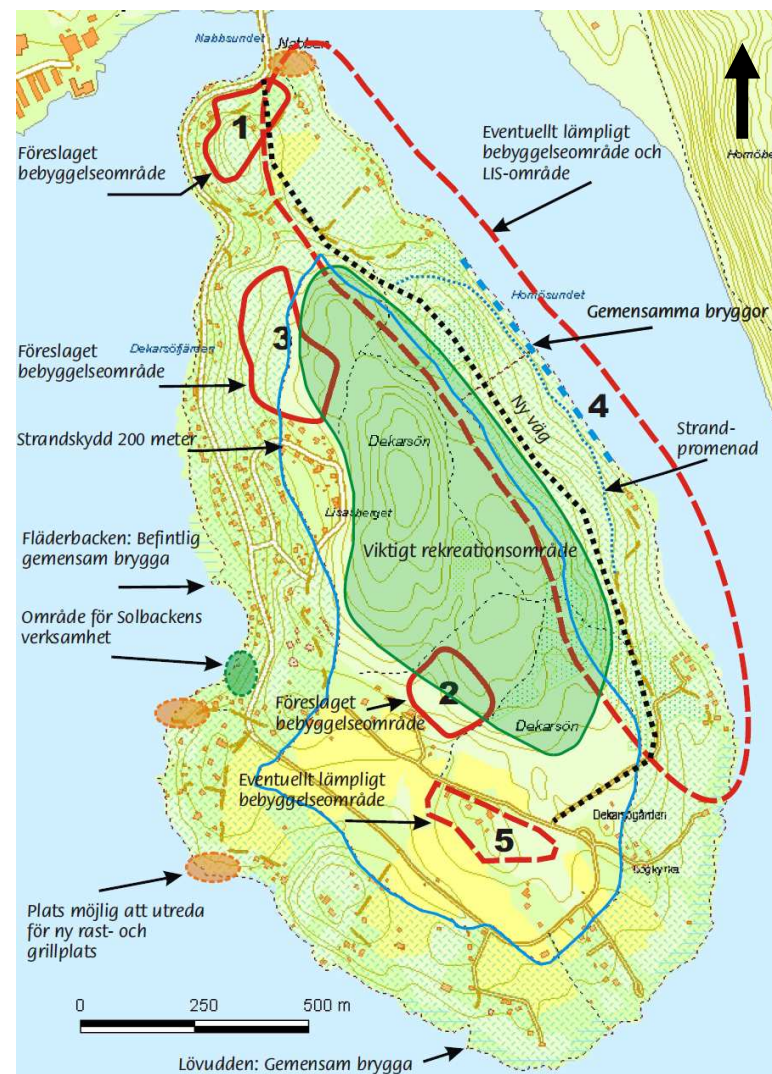 Nabbsundet
Nabben
1
Föreslaget
bebyggelseområde
Eventuellt lämpligt
bebyggelseområde och
LIS-område
Homösundet
Gemensamma bryggor
3
Dekarsöfjärden
Föreslaget
bebyggelseområde
Ny väg
4
Strand-
promenad
Strandskydd 200 meter
Dekarsön
Lisasberget
Viktigt rekreationsområde
Fläderbacken: Befintlig
gemensam brygga
Område för Solbackens
verksamhet
2
Föreslaget
bebyggelseområde
Dekarsön
Eventuellt lämpligt
bebyggelseområde
5
Dekarsögården
Plats möjlig att utreda
för ny rast- och
grillplats
0 250 500 m
Lövudden: Gemensam brygga